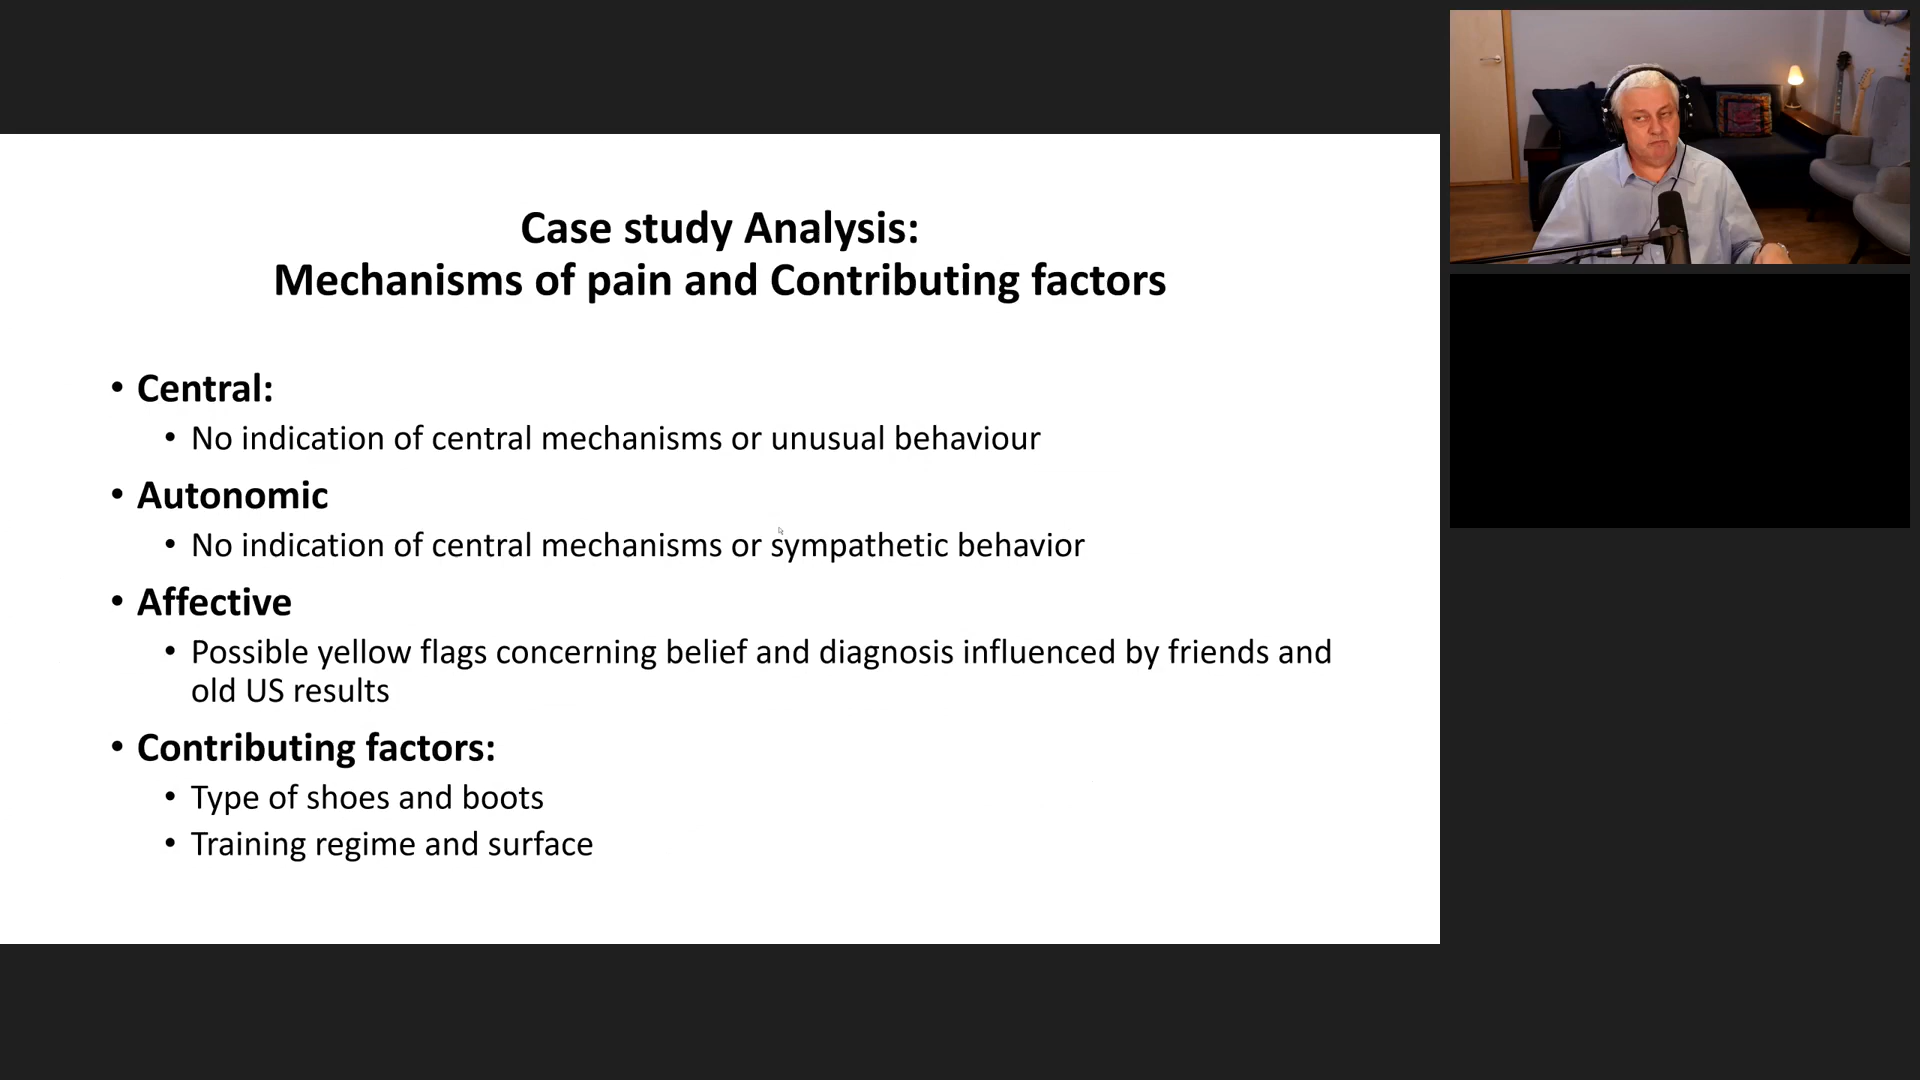 Case study Analysis:
Mechanisms of pain and Contributing factors
• Central:
• No indication of central mechanisms or unusual behaviour
• Autonomic
• No indication of central mechanisms or sympathetic behavior
• Affective
• Possible yellow flags concerning belief and diagnosis influenced by friends and
old US results
• Contributing factors:
• Type of shoes and boots
• Training regime and surface